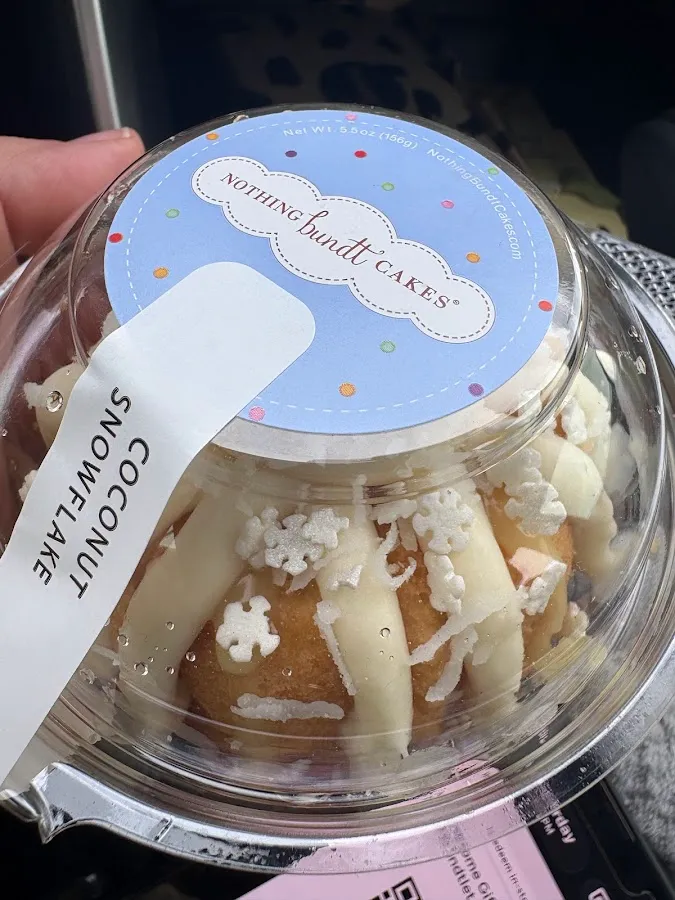 Net Wt. 5.5oz (156g) NothingBundtCakes.com
NOTHING bundt CAKES®
COCONUT
SNOWFLAKE